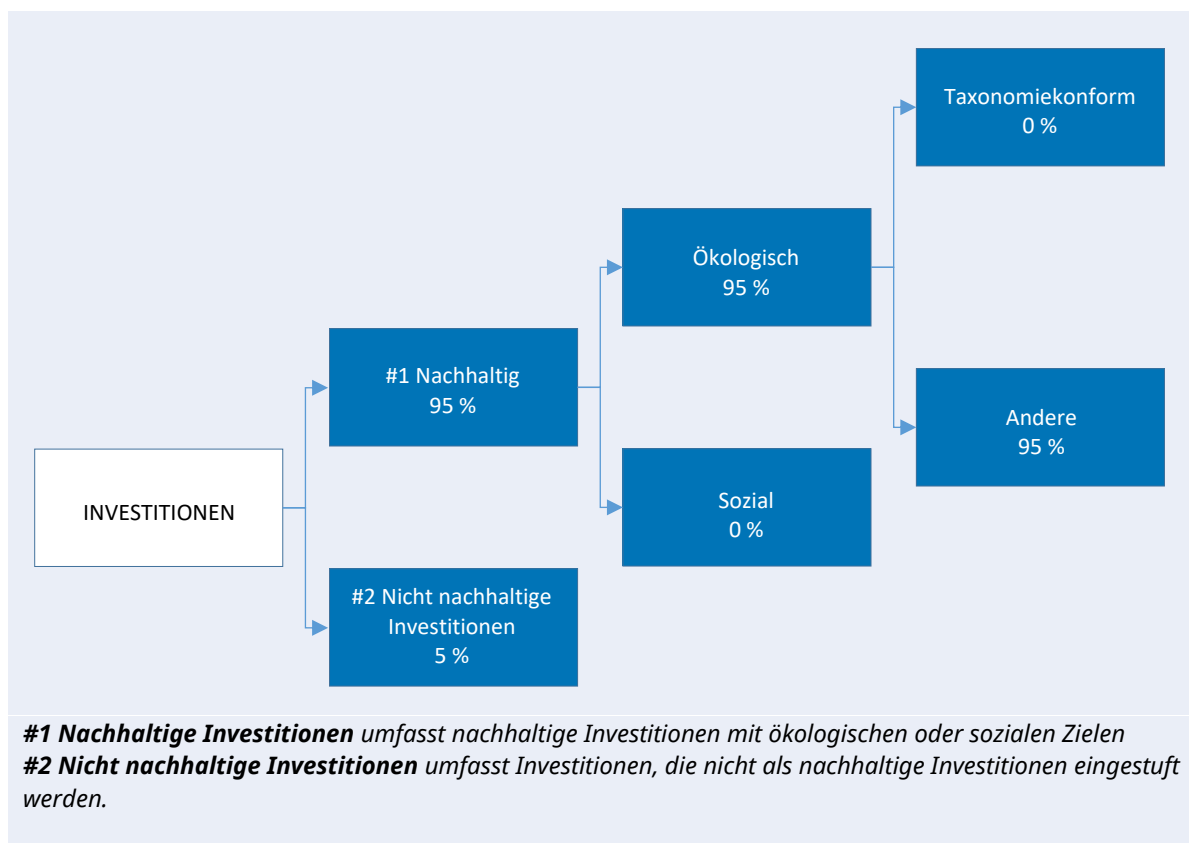 Taxonomiekonform
0 %
Ökologisch
95 %
#1 Nachhaltig
95 %
Andere
95 %
INVESTITIONEN
Sozial
0 %
#2 Nicht nachhaltige
Investitionen
5 %
#1 Nachhaltige Investitionen umfasst nachhaltige Investitionen mit ökologischen oder sozialen Zielen
#2 Nicht nachhaltige Investitionen umfasst Investitionen, die nicht als nachhaltige Investitionen eingestuft
werden.